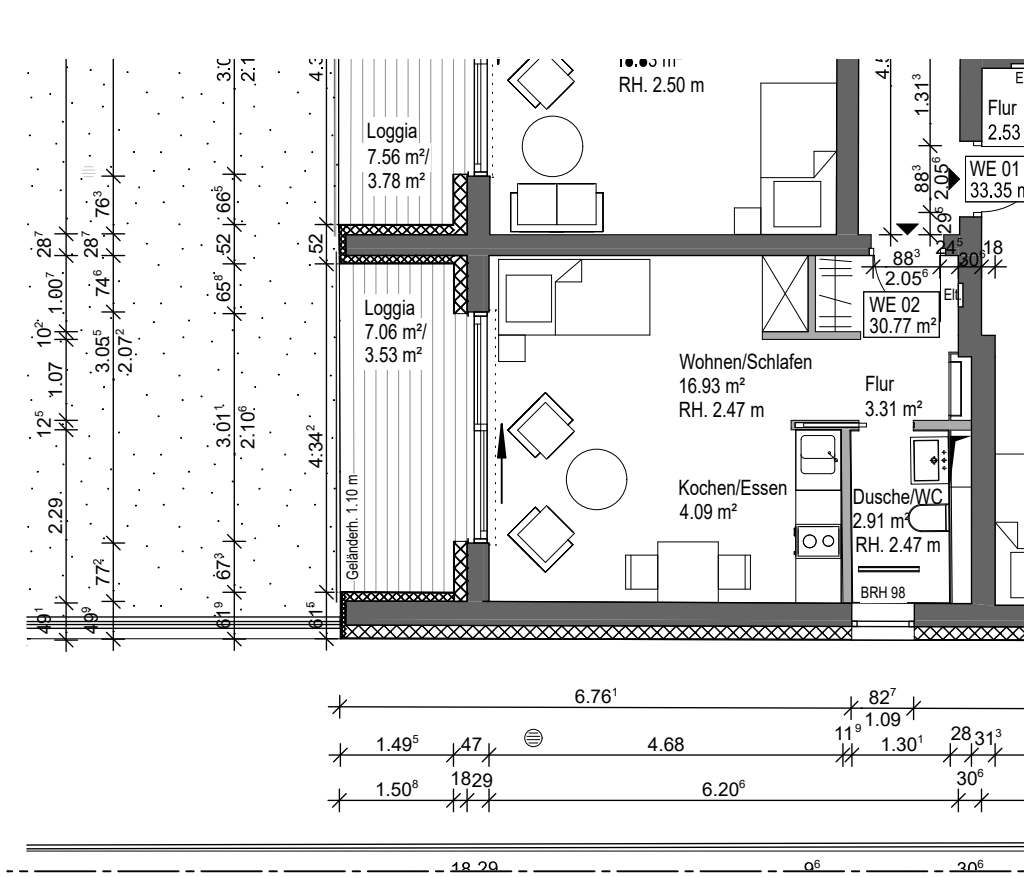 RH. 2.50 m²
Loggia
7.56 m²/
3.78 m²
Flur
2.53
WE 01
33.35 m
1.31³
88³
2.05⁶
29⁵
76³
66⁵
28⁷
28⁷
52
52
88³
2.05⁶
24⁵
30⁶
18
Loggia
7.06 m²/
3.53 m²
WE 02
30.77 m²
Elt.
1.00⁷
74⁶
65⁸
10²
3.05⁵
2.07²
1.07
12⁵
3.01¹
2.10⁶
4.34²
Wohnen/Schlafen
16.93 m²
RH. 2.47 m
Flur
3.31 m²
Kochen/Essen
4.09 m²
Dusche/WC
2.91 m²
RH. 2.47 m
Geländerh. 1.10 m
2.29
77²
67³
BRH 98
49¹
49⁹
61⁹
61⁵
6.76¹
82⁷
1.09
1.49⁵
47
4.68
11⁹
1.30¹
28
31³
1.50⁸
18
29
6.20⁶
30⁶
18.29
9⁶
30⁶